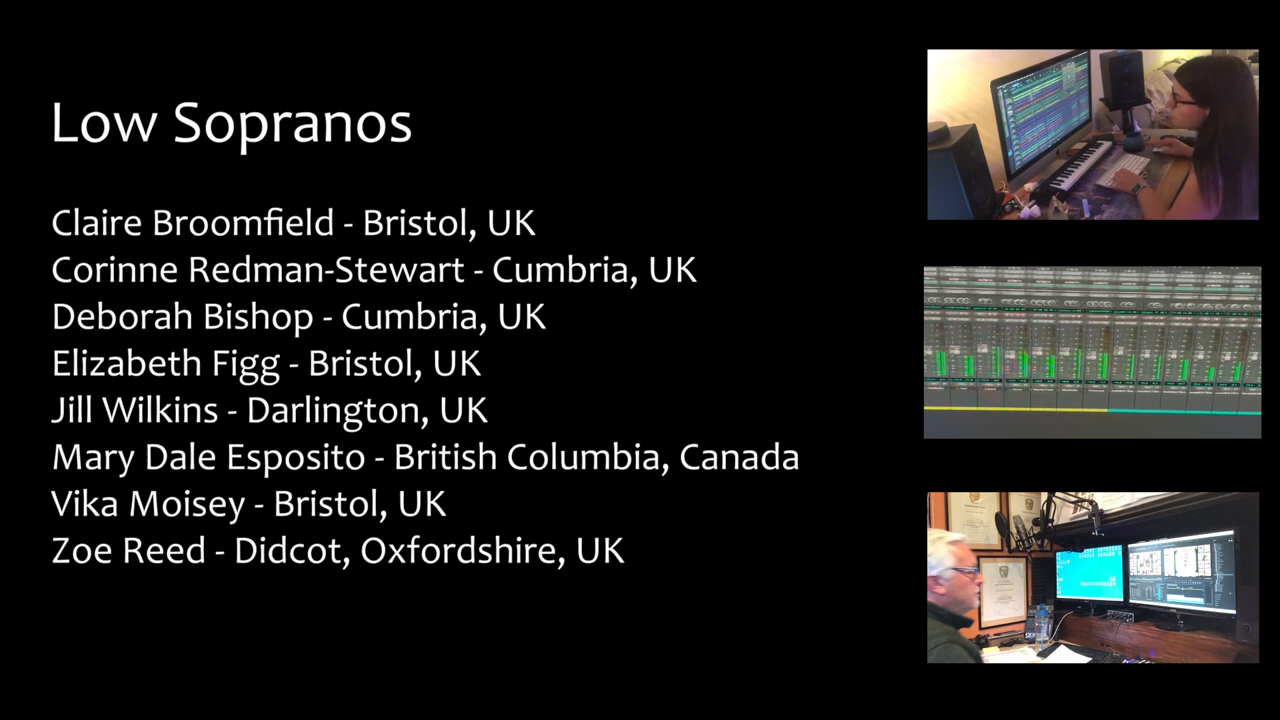 Low Sopranos
Claire Broomfield - Bristol, UK
Corinne Redman-Stewart - Cumbria, UK
Deborah Bishop - Cumbria, UK
Elizabeth Figg - Bristol, UK
Jill Wilkins - Darlington, UK
Mary Dale Esposito - British Columbia, Canada
Vika Moisey - Bristol, UK
Zoe Reed - Didcot, Oxfordshire, UK